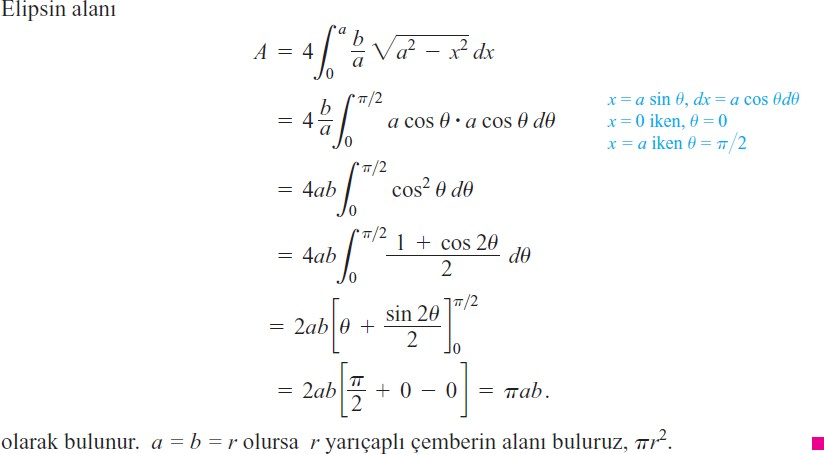 Elipsin alanı
A = 4 ∫₀ᵃ b/a √(a² − x²) dx
= 4 b/a ∫₀^(π/2) a cos θ · a cos θ dθ
x = a sin θ, dx = a cos θdθ
x = 0 iken, θ = 0
x = a iken θ = π/2
= 4ab ∫₀^(π/2) cos² θ dθ
= 4ab ∫₀^(π/2) (1 + cos 2θ)/2 dθ
= 2ab [θ + sin 2θ/2]₀^(π/2)
= 2ab [π/2 + 0 − 0] = πab.
olarak bulunur. a = b = r olursa r yarıçaplı çemberin alanı buluruz, πr².